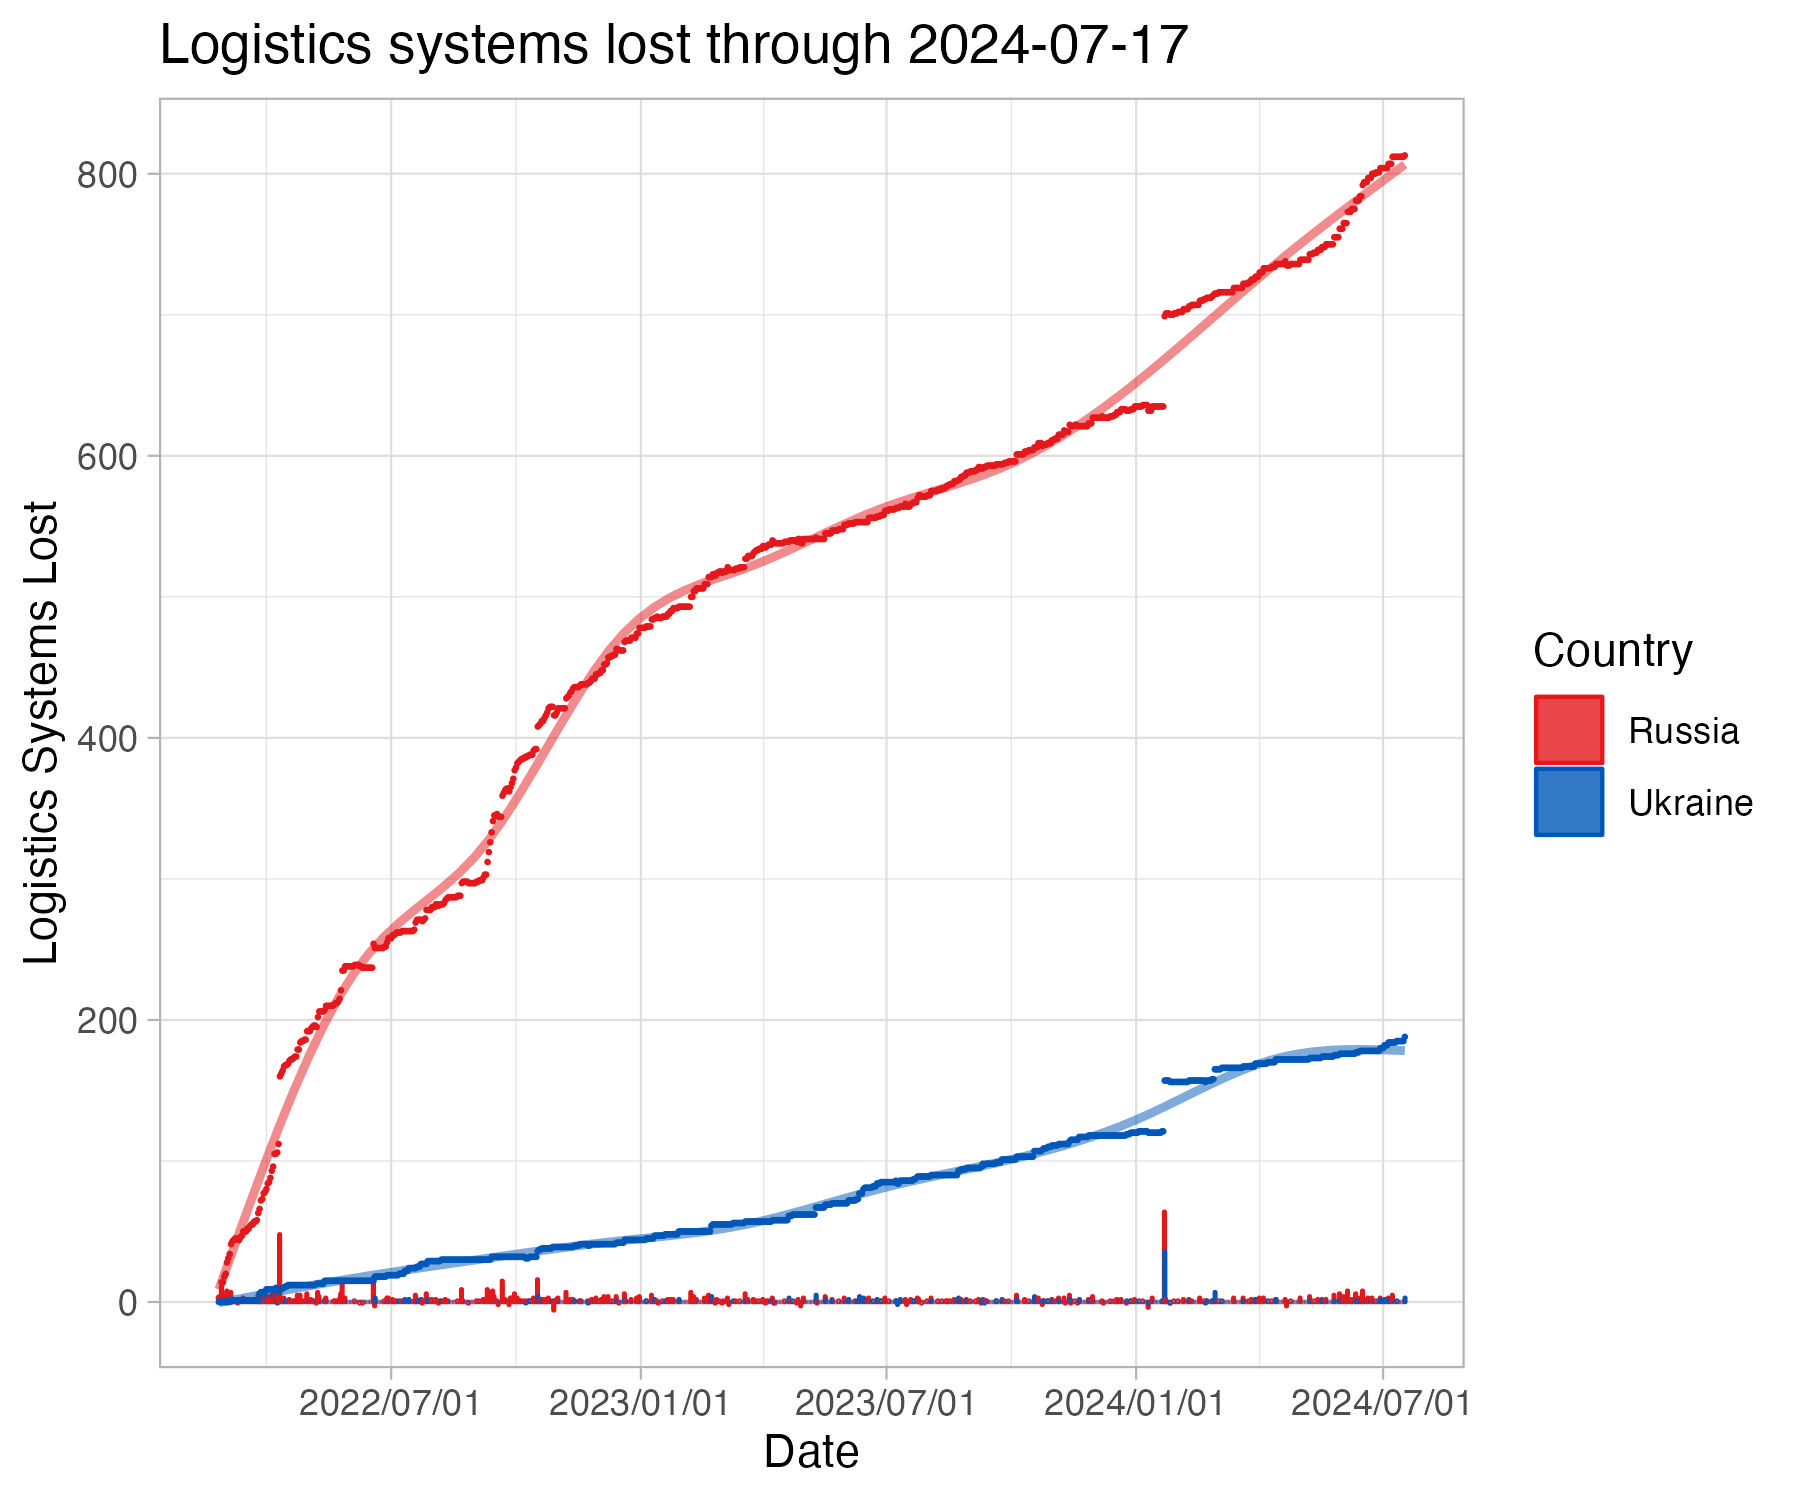 Logistics systems lost through 2024-07-17
800
600
400
200
0
Logistics Systems Lost
2022/07/01
2023/01/01
2023/07/01
2024/01/01
2024/07/01
Date
Country
Russia
Ukraine